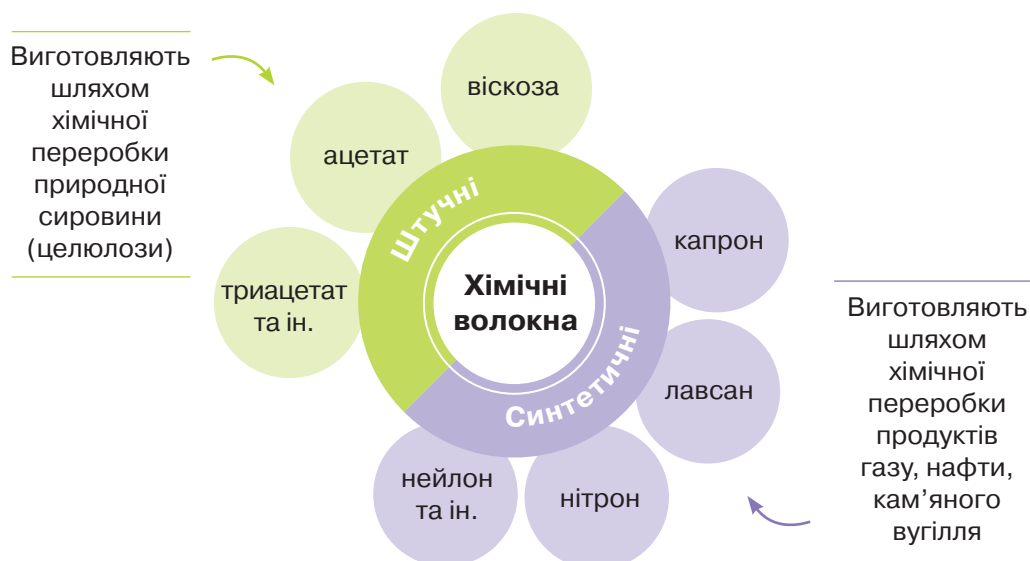 Виготовляють
шляхом
хімічної
переробки
природної
сировини
(целюлози)
віскоза
ацетат
триацетат
та ін.
Штучні
Хімічні
волокна
Синтетичні
капрон
лавсан
нітрон
нейлон
та ін.
Виготовляють
шляхом
хімічної
переробки
продуктів
газу, нафти,
кам’яного
вугілля